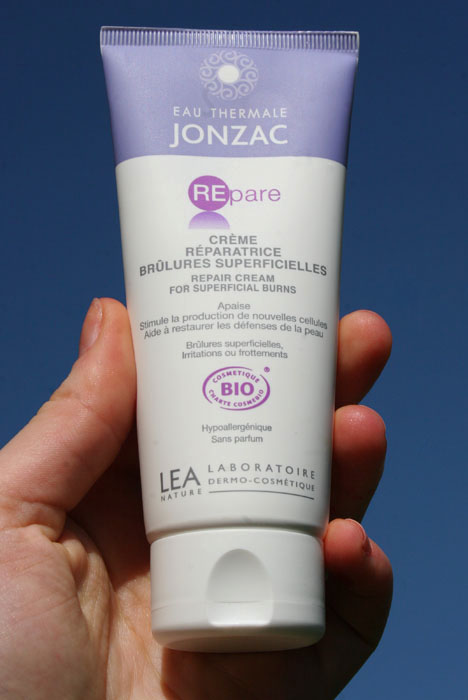 EAU THERMALE
JONZAC
REpare
CRÈME
RÉPARATRICE
BRÛLURES SUPERFICIELLES
REPAIR CREAM
FOR SUPERFICIAL BURNS
Apaise
Stimule la production de nouvelles cellules
Aide à restaurer les défenses de la peau
Brûlures superficielles,
Irritations ou frottements
COSMETIQUE
BIO
CHARTE COSMEBIO
Hypoallergénique
Sans parfum
LEA
NATURE
LABORATOIRE
DERMO-COSMÉTIQUE